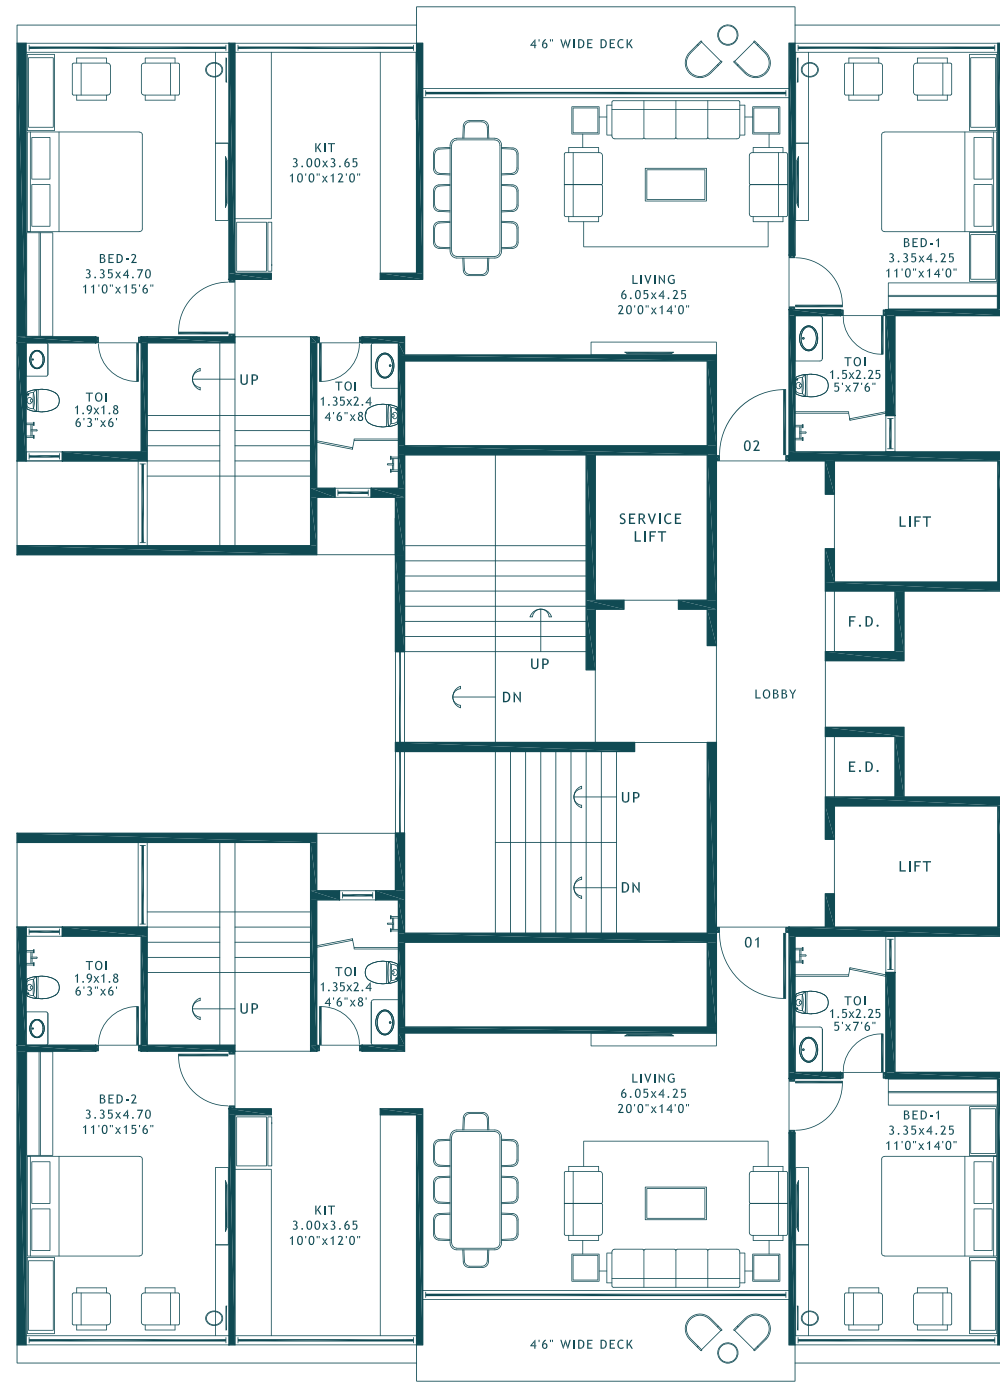 4'6" WIDE DECK
KIT
3.00x3.65
10'0"x12'0"
BED-2
3.35x4.70
11'0"x15'6"
BED-1
3.35x4.25
11'0"x14'0"
LIVING
6.05x4.25
20'0"x14'0"
TOI
1.5x2.25
5'x7'6"
UP
TOI
1.9x1.8
6'3"x6'
TOI
1.35x2.4
4'6"x8'
02
SERVICE
LIFT
LIFT
F.D.
UP
DN
LOBBY
E.D.
UP
LIFT
DN
01
TOI
1.9x1.8
6'3"x6'
TOI
1.35x2.4
4'6"x8'
TOI
1.5x2.25
5'x7'6"
UP
LIVING
6.05x4.25
20'0"x14'0"
BED-2
3.35x4.70
11'0"x15'6"
BED-1
3.35x4.25
11'0"x14'0"
KIT
3.00x3.65
10'0"x12'0"
4'6" WIDE DECK